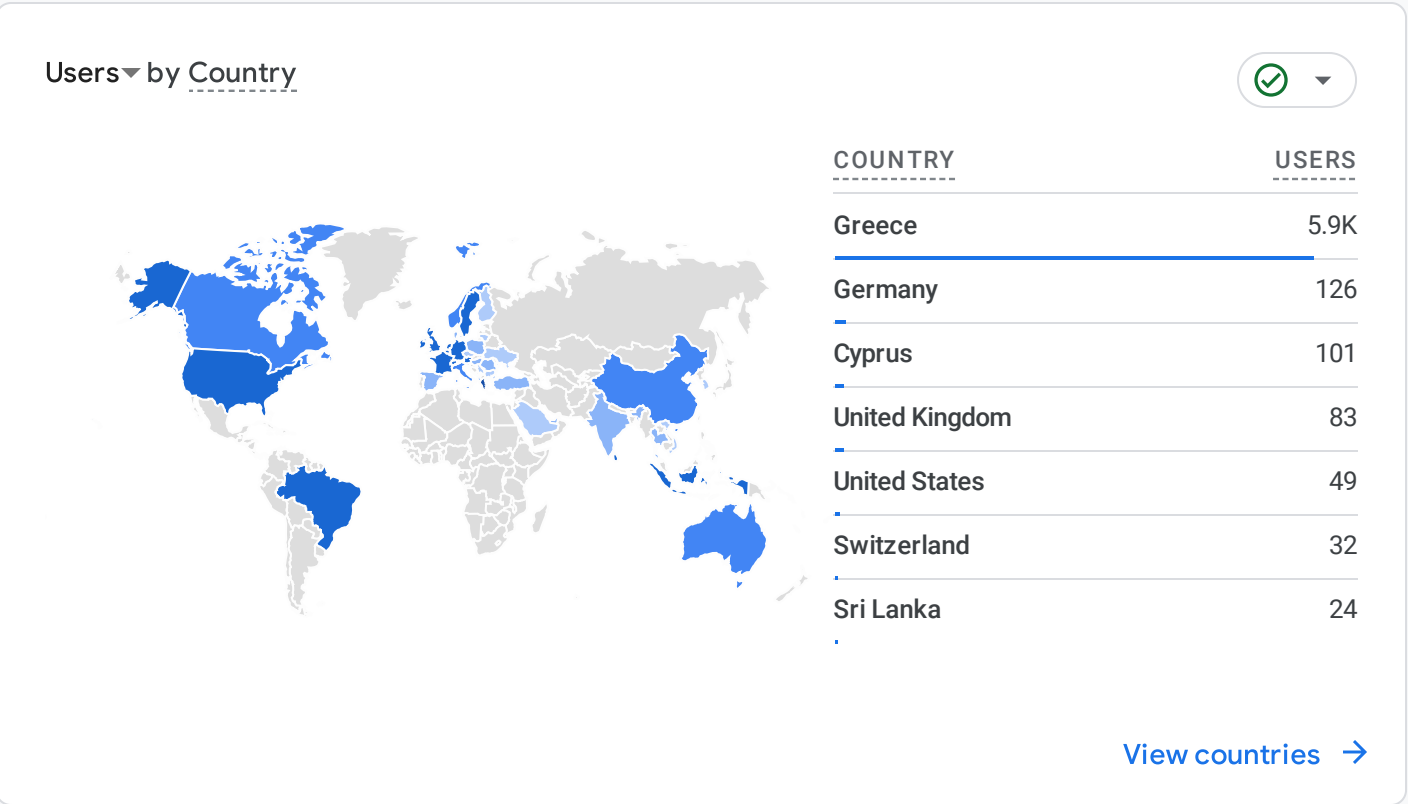 Users by Country
COUNTRY USERS
Greece 5.9K
Germany 126
Cyprus 101
United Kingdom 83
United States 49
Switzerland 32
Sri Lanka 24
View countries